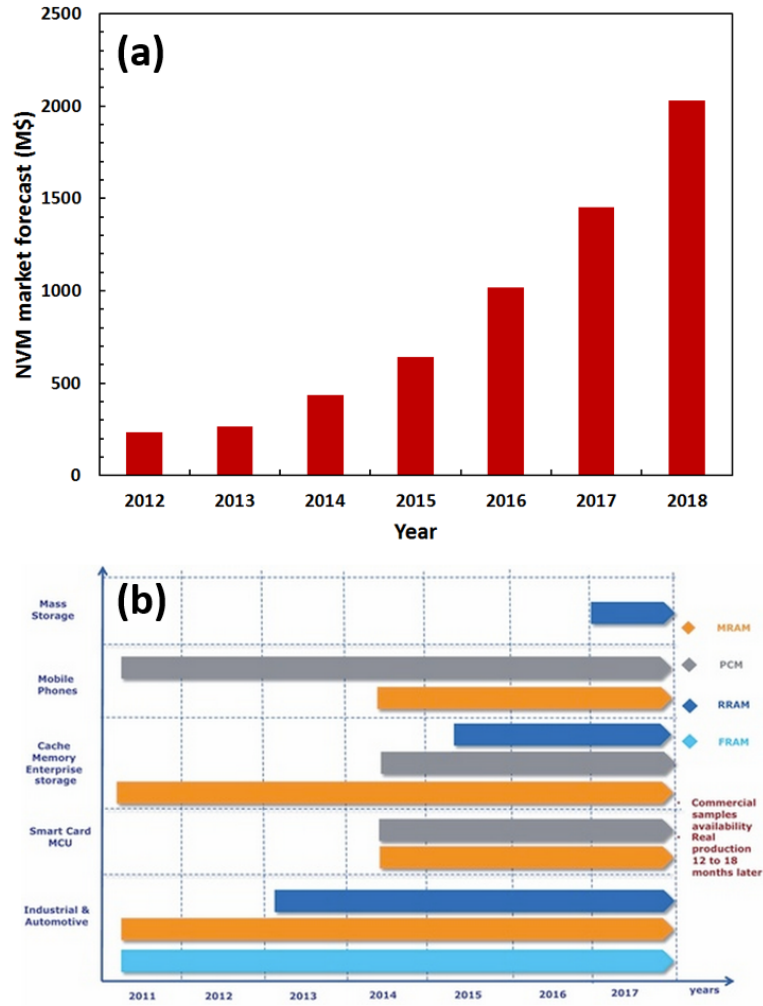 2500
(a)
2000
1500
1000
500
0
NVM market forecast (M$)
2012 2013 2014 2015 2016 2017 2018
Year
(b)
Mass
Storage
MRAM
Mobile
Phones
PCM
RRAM
Cache
Memory
Enterprise
storage
FRAM
Smart Card
MCU
· Commercial
samples
availability
· Real
production
12 to 18
months later
Industrial &
Automotive
2011 2012 2013 2014 2015 2016 2017 years